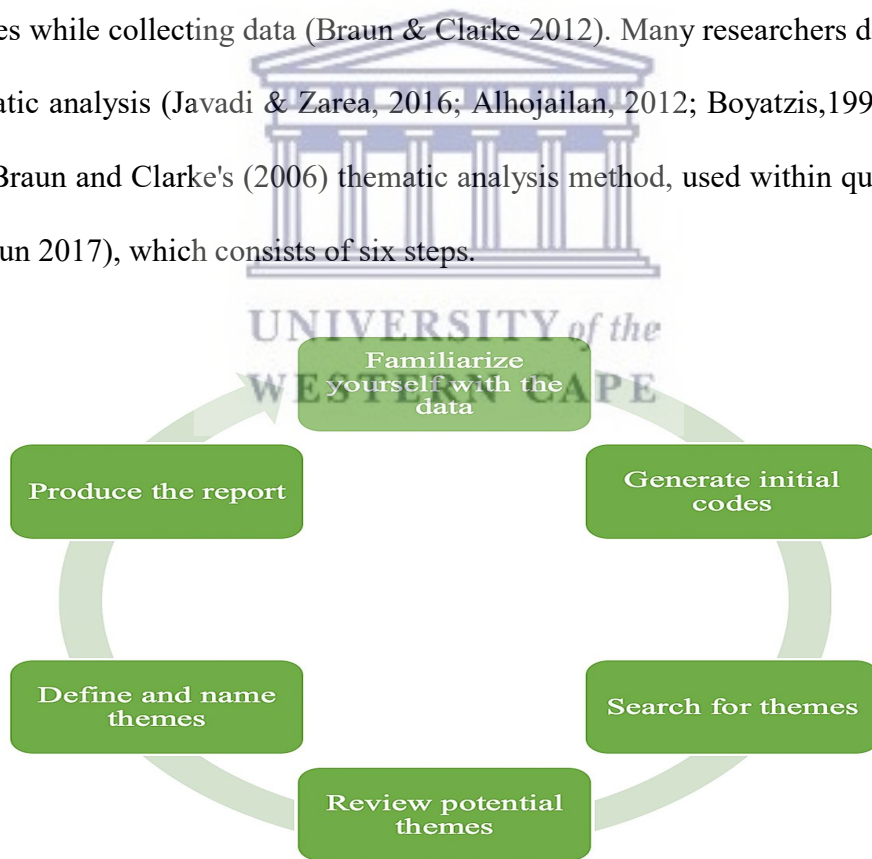 es while collecting data (Braun & Clarke 2012). Many researchers d
atic analysis (Javadi & Zarea, 2016; Alhojailan, 2012; Boyatzis,199
Braun and Clarke's (2006) thematic analysis method, used within qu
un 2017), which consists of six steps.
UNIVERSITY of the
WESTERN CAPE
Familiarize
yourself with the
data
Generate initial
codes
Search for themes
Review potential
themes
Define and name
themes
Produce the report